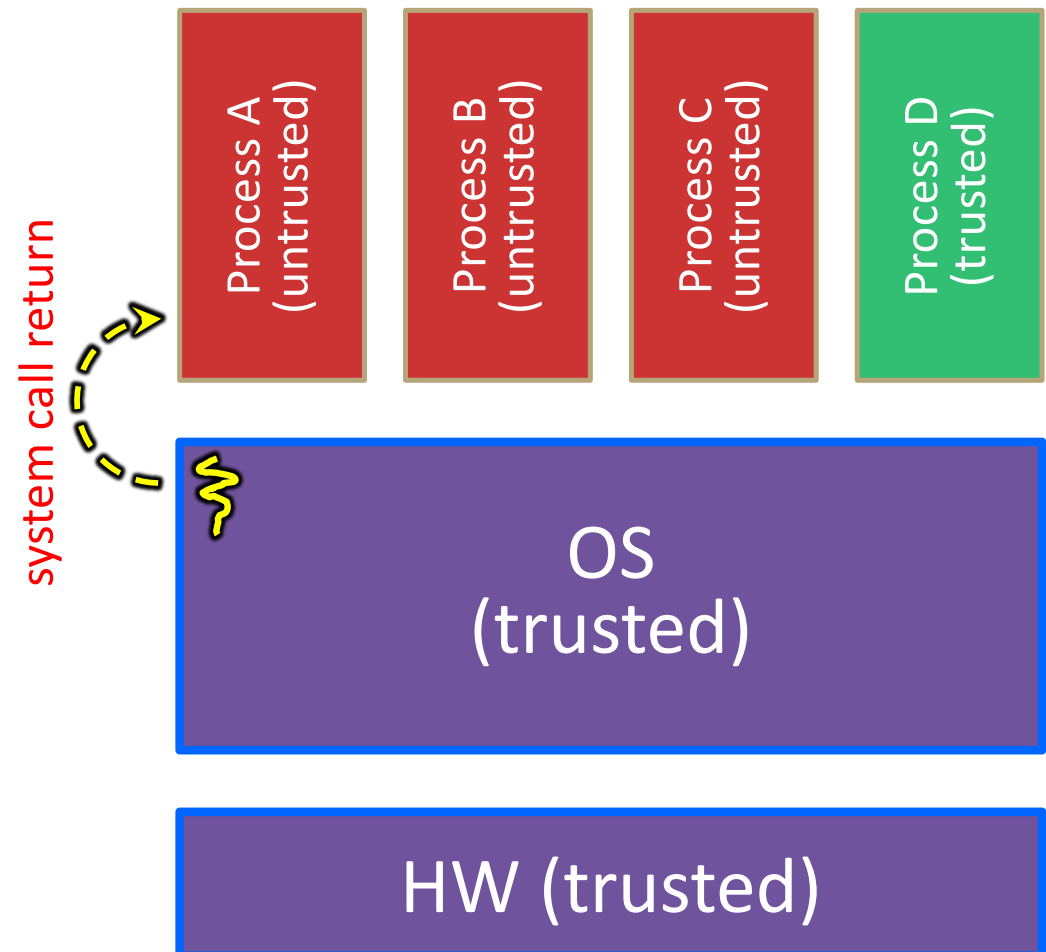 Process A
(untrusted)
Process B
(untrusted)
Process C
(untrusted)
Process D
(trusted)
system call return
OS
(trusted)
HW (trusted)